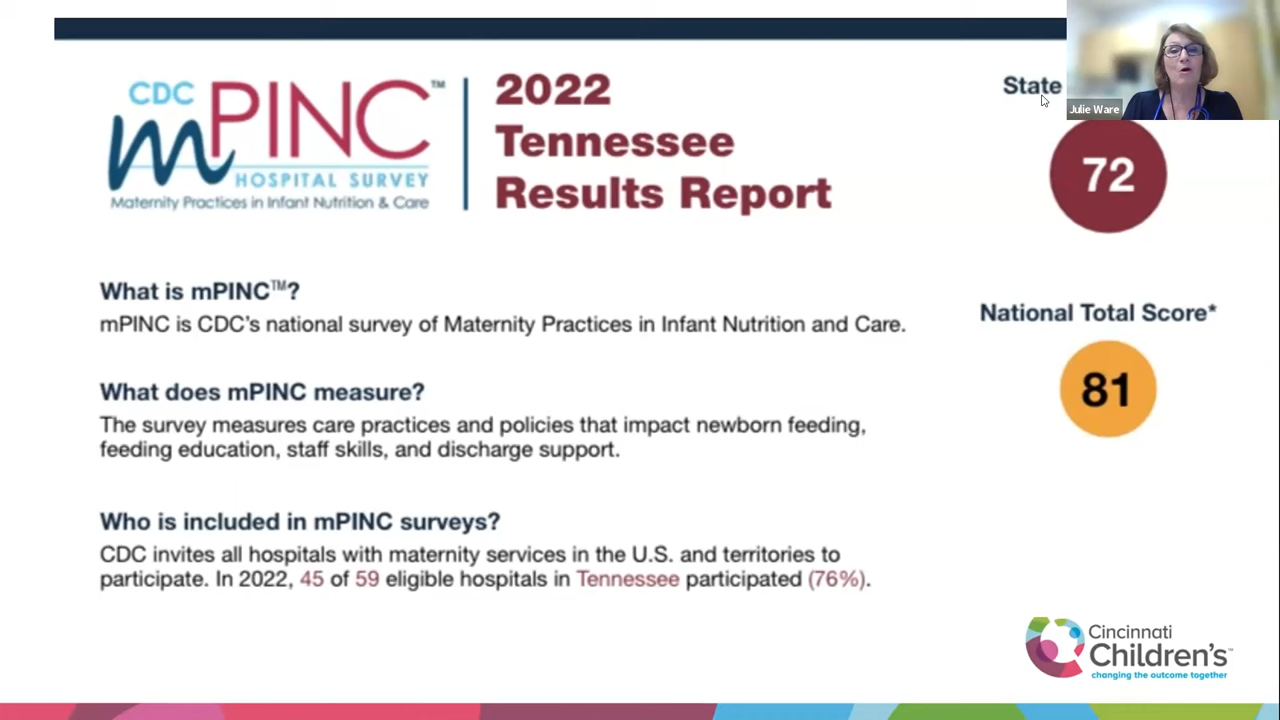 CDC
mPINC™
HOSPITAL SURVEY
Maternity Practices in Infant Nutrition & Care
2022
Tennessee
Results Report
State
Julie Ware
72
What is mPINC™?
mPINC is CDC's national survey of Maternity Practices in Infant Nutrition and Care.
National Total Score*
81
What does mPINC measure?
The survey measures care practices and policies that impact newborn feeding,
feeding education, staff skills, and discharge support.
Who is included in mPINC surveys?
CDC invites all hospitals with maternity services in the U.S. and territories to
participate. In 2022, 45 of 59 eligible hospitals in Tennessee participated (76%).
Cincinnati
Children's™
changing the outcome together